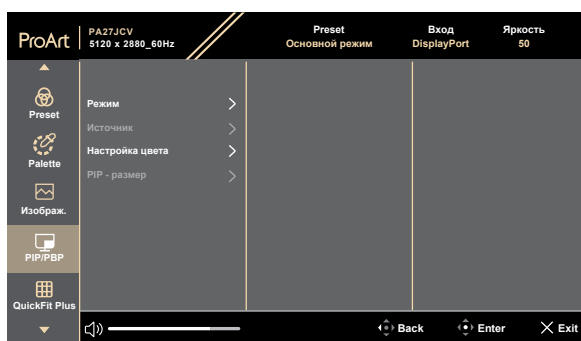 ProArt
PA27JCV
5120 x 2880_60Hz
Preset
Основной режим
Вход
DisplayPort
Яркость
50
Preset
Palette
Изображ.
PIP/PBP
QuickFit Plus
Режим
Источник
Настройка цвета
PIP - размер
Back
Enter
Exit